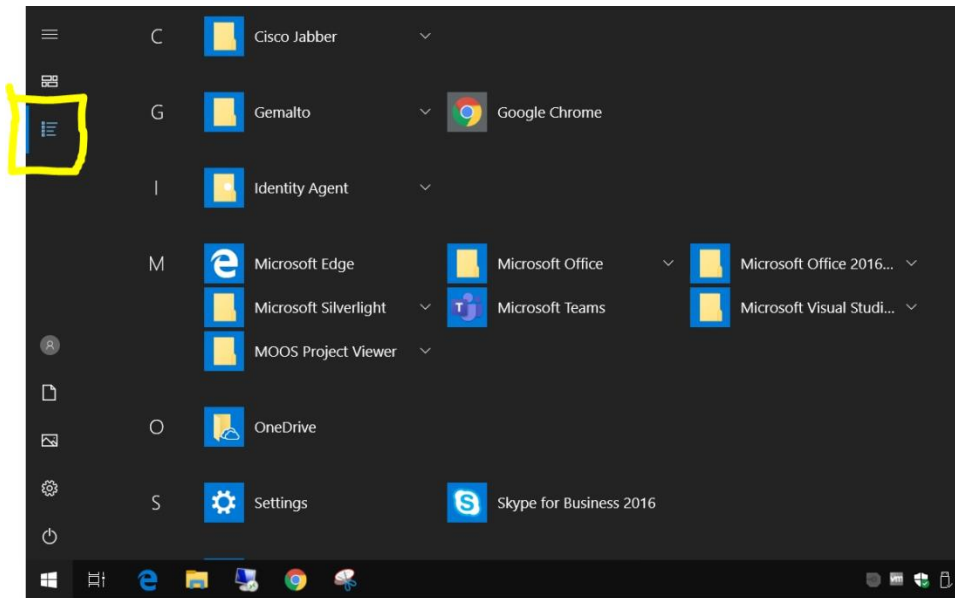 C Cisco Jabber
G Gemalto Google Chrome
I Identity Agent
M Microsoft Edge Microsoft Office Microsoft Office 2016...
Microsoft Silverlight Microsoft Teams Microsoft Visual Studi...
MOOS Project Viewer
O OneDrive
S Settings Skype for Business 2016